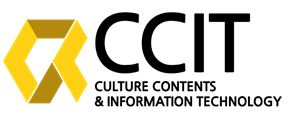 CCIT
CULTURE CONTENTS
& INFORMATION TECHNOLOGY